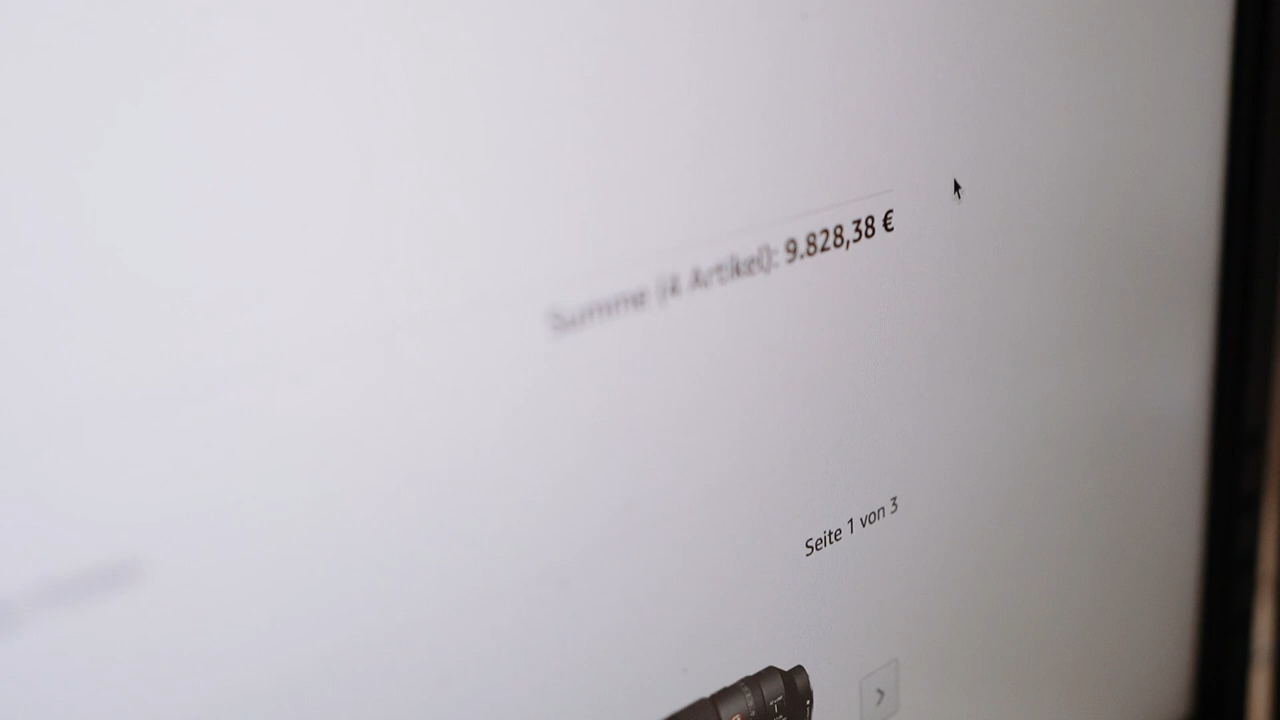 Summe (4 Artikel): 9.828,38 €
Seite 1 von 3